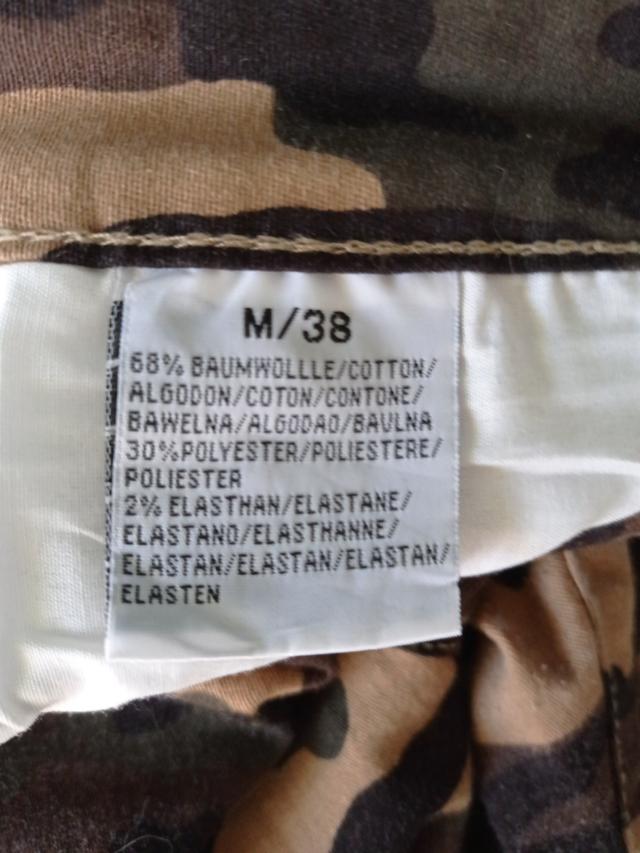 M/38
68% BAUMWOLLLE/COTTON/
ALGODON/COTON/CONTONE/
BAWELNA/ALGODAO/BAVLNA
30%POLYESTER/POLIESTERE/
POLIESTER
2% ELASTHAN/ELASTANE/
ELASTANO/ELASTHANNE/
ELASTAN/ELASTAN/ELASTAN/
ELASTEN